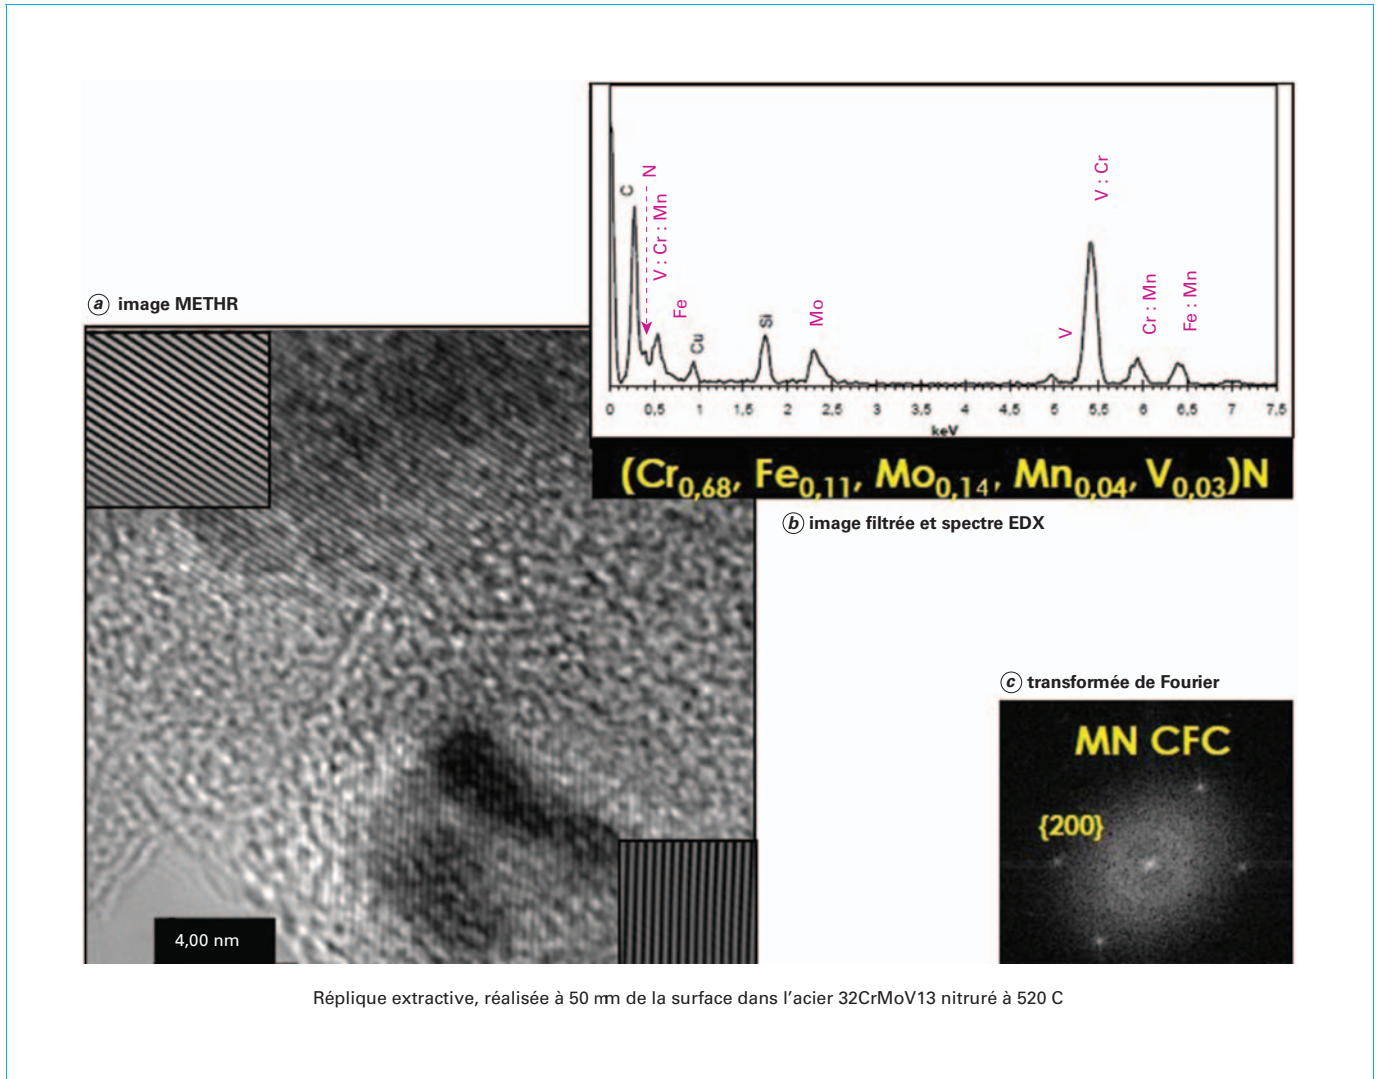 C
N
V : Cr : Mn
Fe
Cu
Si
Mo
V
V : Cr
Cr : Mn
Fe : Mn
0 0,5 1 1,5 2 2,5 3 3,5 4 4,5 5 5,5 6 6,5 7 7,5
keV
(Cr0,68, Fe0,11, Mo0,14, Mn0,04, V0,03)N
a image METHR
b image filtrée et spectre EDX
4,00 nm
c transformée de Fourier
MN CFC
{200}
Réplique extractive, réalisée à 50 mm de la surface dans l'acier 32CrMoV13 nitruré à 520 C